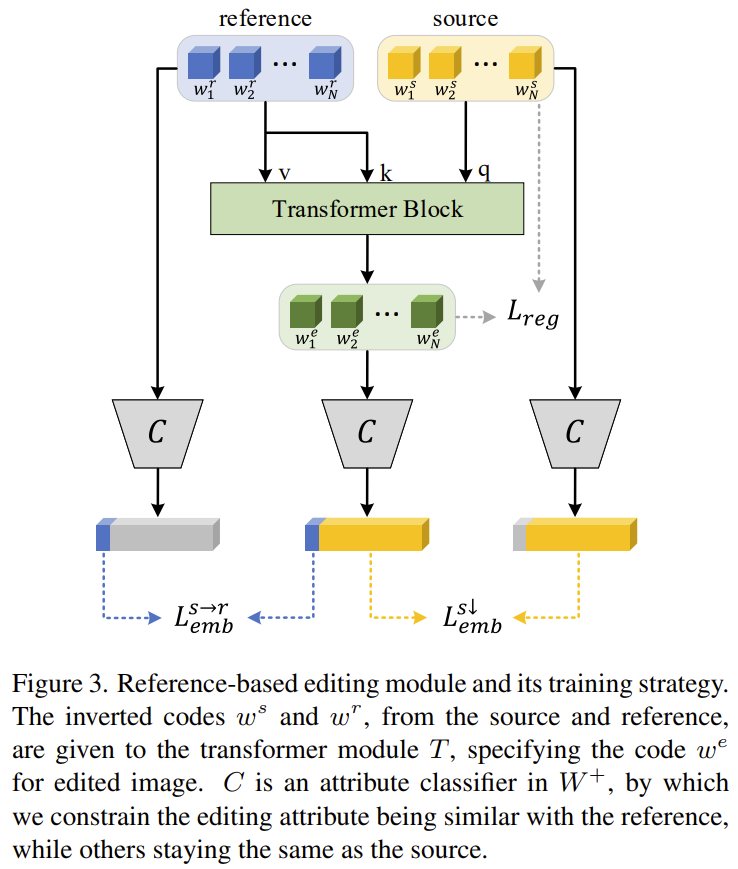 reference source
w_1^r w_2^r ... w_N^r w_1^s w_2^s ... w_N^s
v k q
Transformer Block
w_1^e w_2^e ... w_N^e L_{reg}
C C C
L_{emb}^{s→r} L_{emb}^{s↓}
Figure 3. Reference-based editing module and its training strategy.
The inverted codes w^s and w^r, from the source and reference,
are given to the transformer module T, specifying the code w^e
for edited image. C is an attribute classifier in W^+, by which
we constrain the editing attribute being similar with the reference,
while others staying the same as the source.